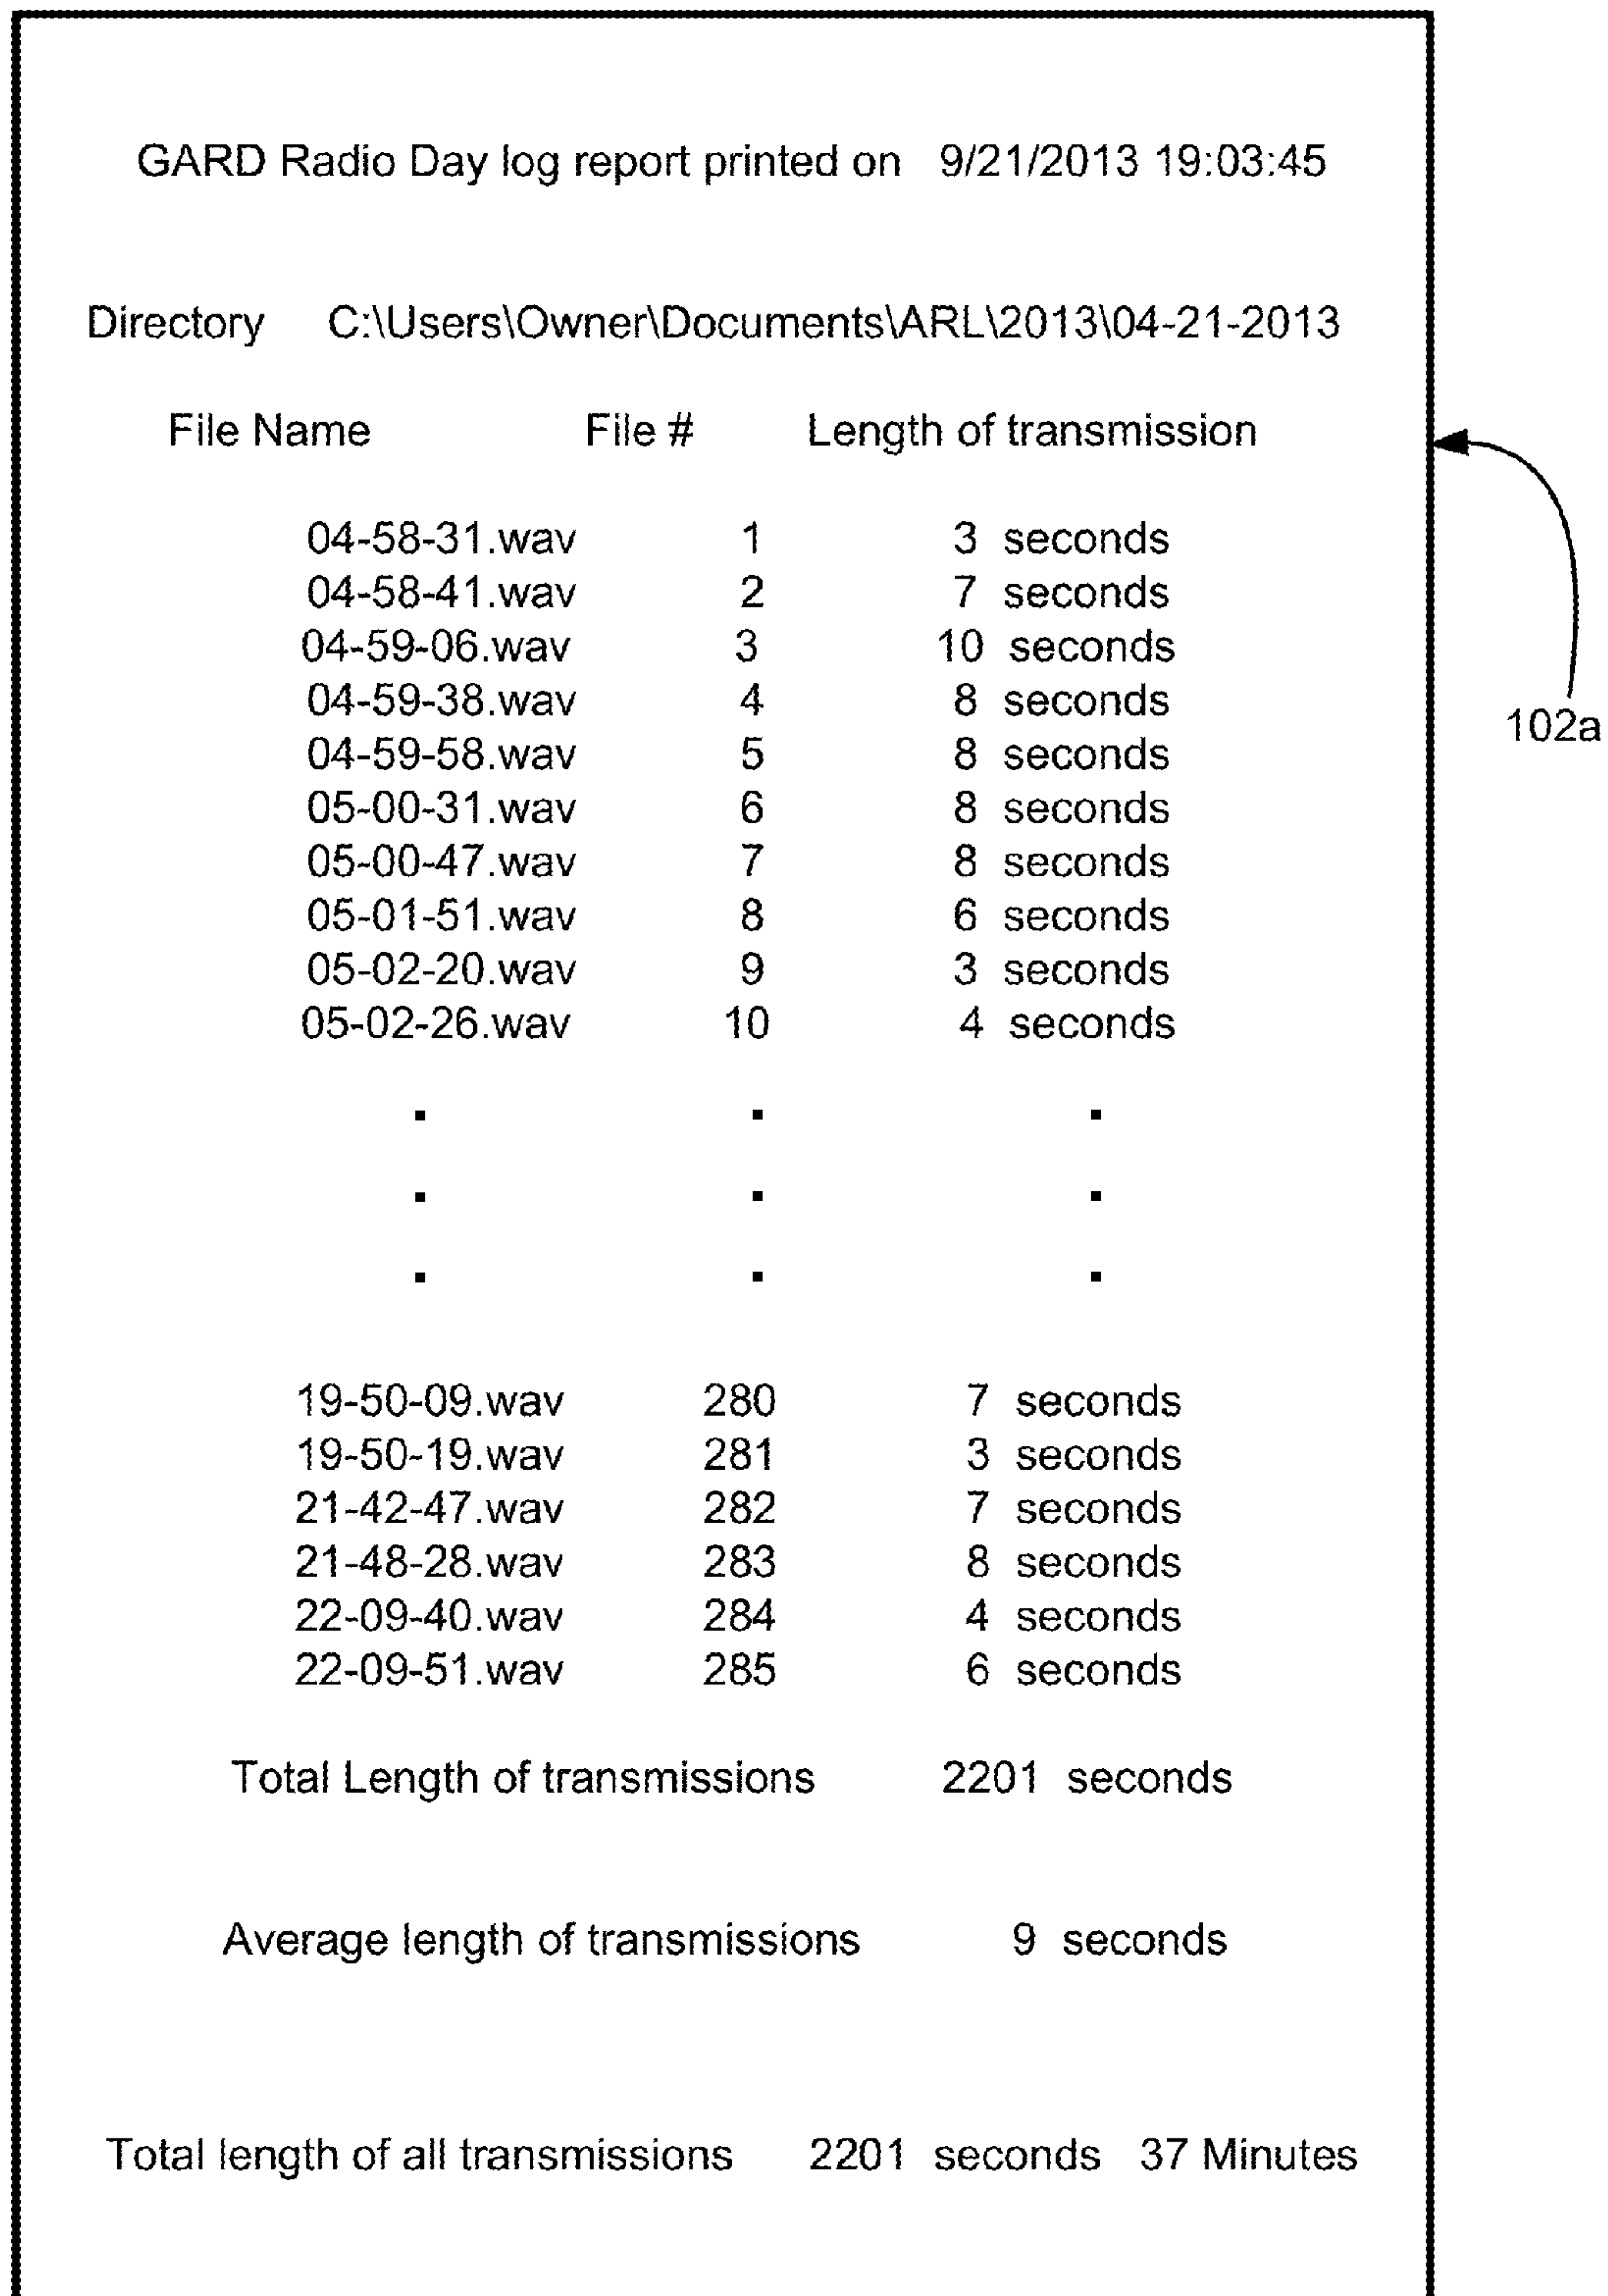 GARD Radio Day log report printed on 9/21/2013 19:03:45
Directory C:\Users\Owner\Documents\ARL\2013\04-21-2013
File Name File # Length of transmission
04-58-31.wav 1 3 seconds
04-58-41.wav 2 7 seconds
04-59-06.wav 3 10 seconds
04-59-38.wav 4 8 seconds
04-59-58.wav 5 8 seconds
05-00-31.wav 6 8 seconds
05-00-47.wav 7 8 seconds
05-01-51.wav 8 6 seconds
05-02-20.wav 9 3 seconds
05-02-26.wav 10 4 seconds
. . .
. . .
. . .
19-50-09.wav 280 7 seconds
19-50-19.wav 281 3 seconds
21-42-47.wav 282 7 seconds
21-48-28.wav 283 8 seconds
22-09-40.wav 284 4 seconds
22-09-51.wav 285 6 seconds
Total Length of transmissions 2201 seconds
Average length of transmissions 9 seconds
Total length of all transmissions 2201 seconds 37 Minutes
102a